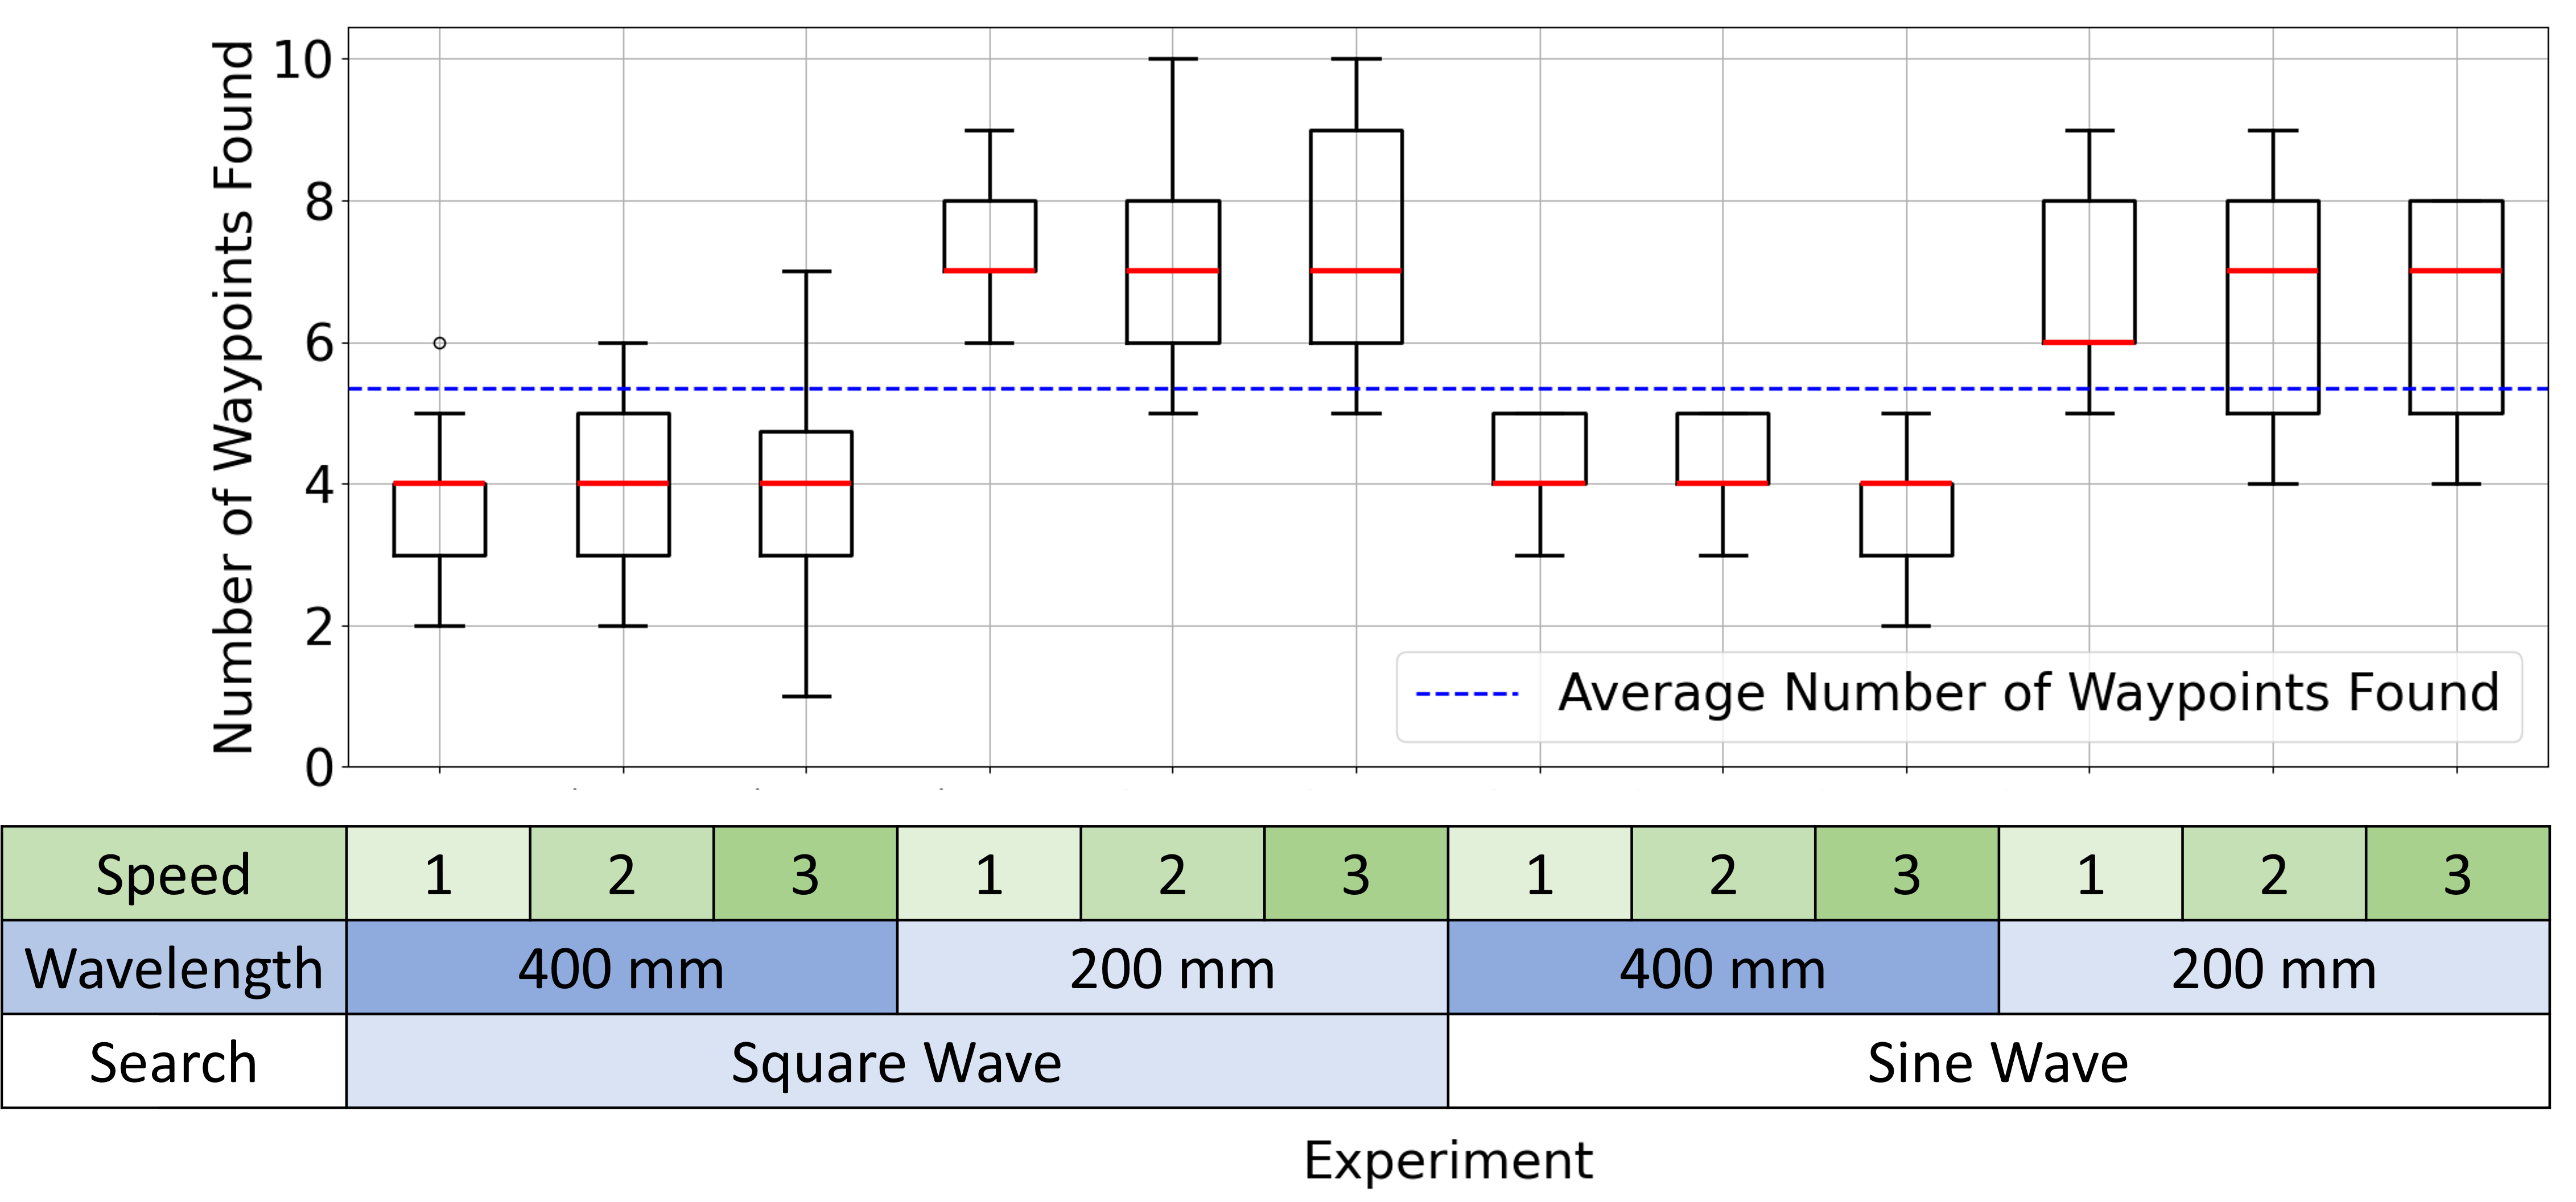 Number of Waypoints Found
10
8
6
4
2
0
Average Number of Waypoints Found
Speed 1 2 3 1 2 3 1 2 3 1 2 3
Wavelength 400 mm 200 mm 400 mm 200 mm
Search Square Wave Sine Wave
Experiment